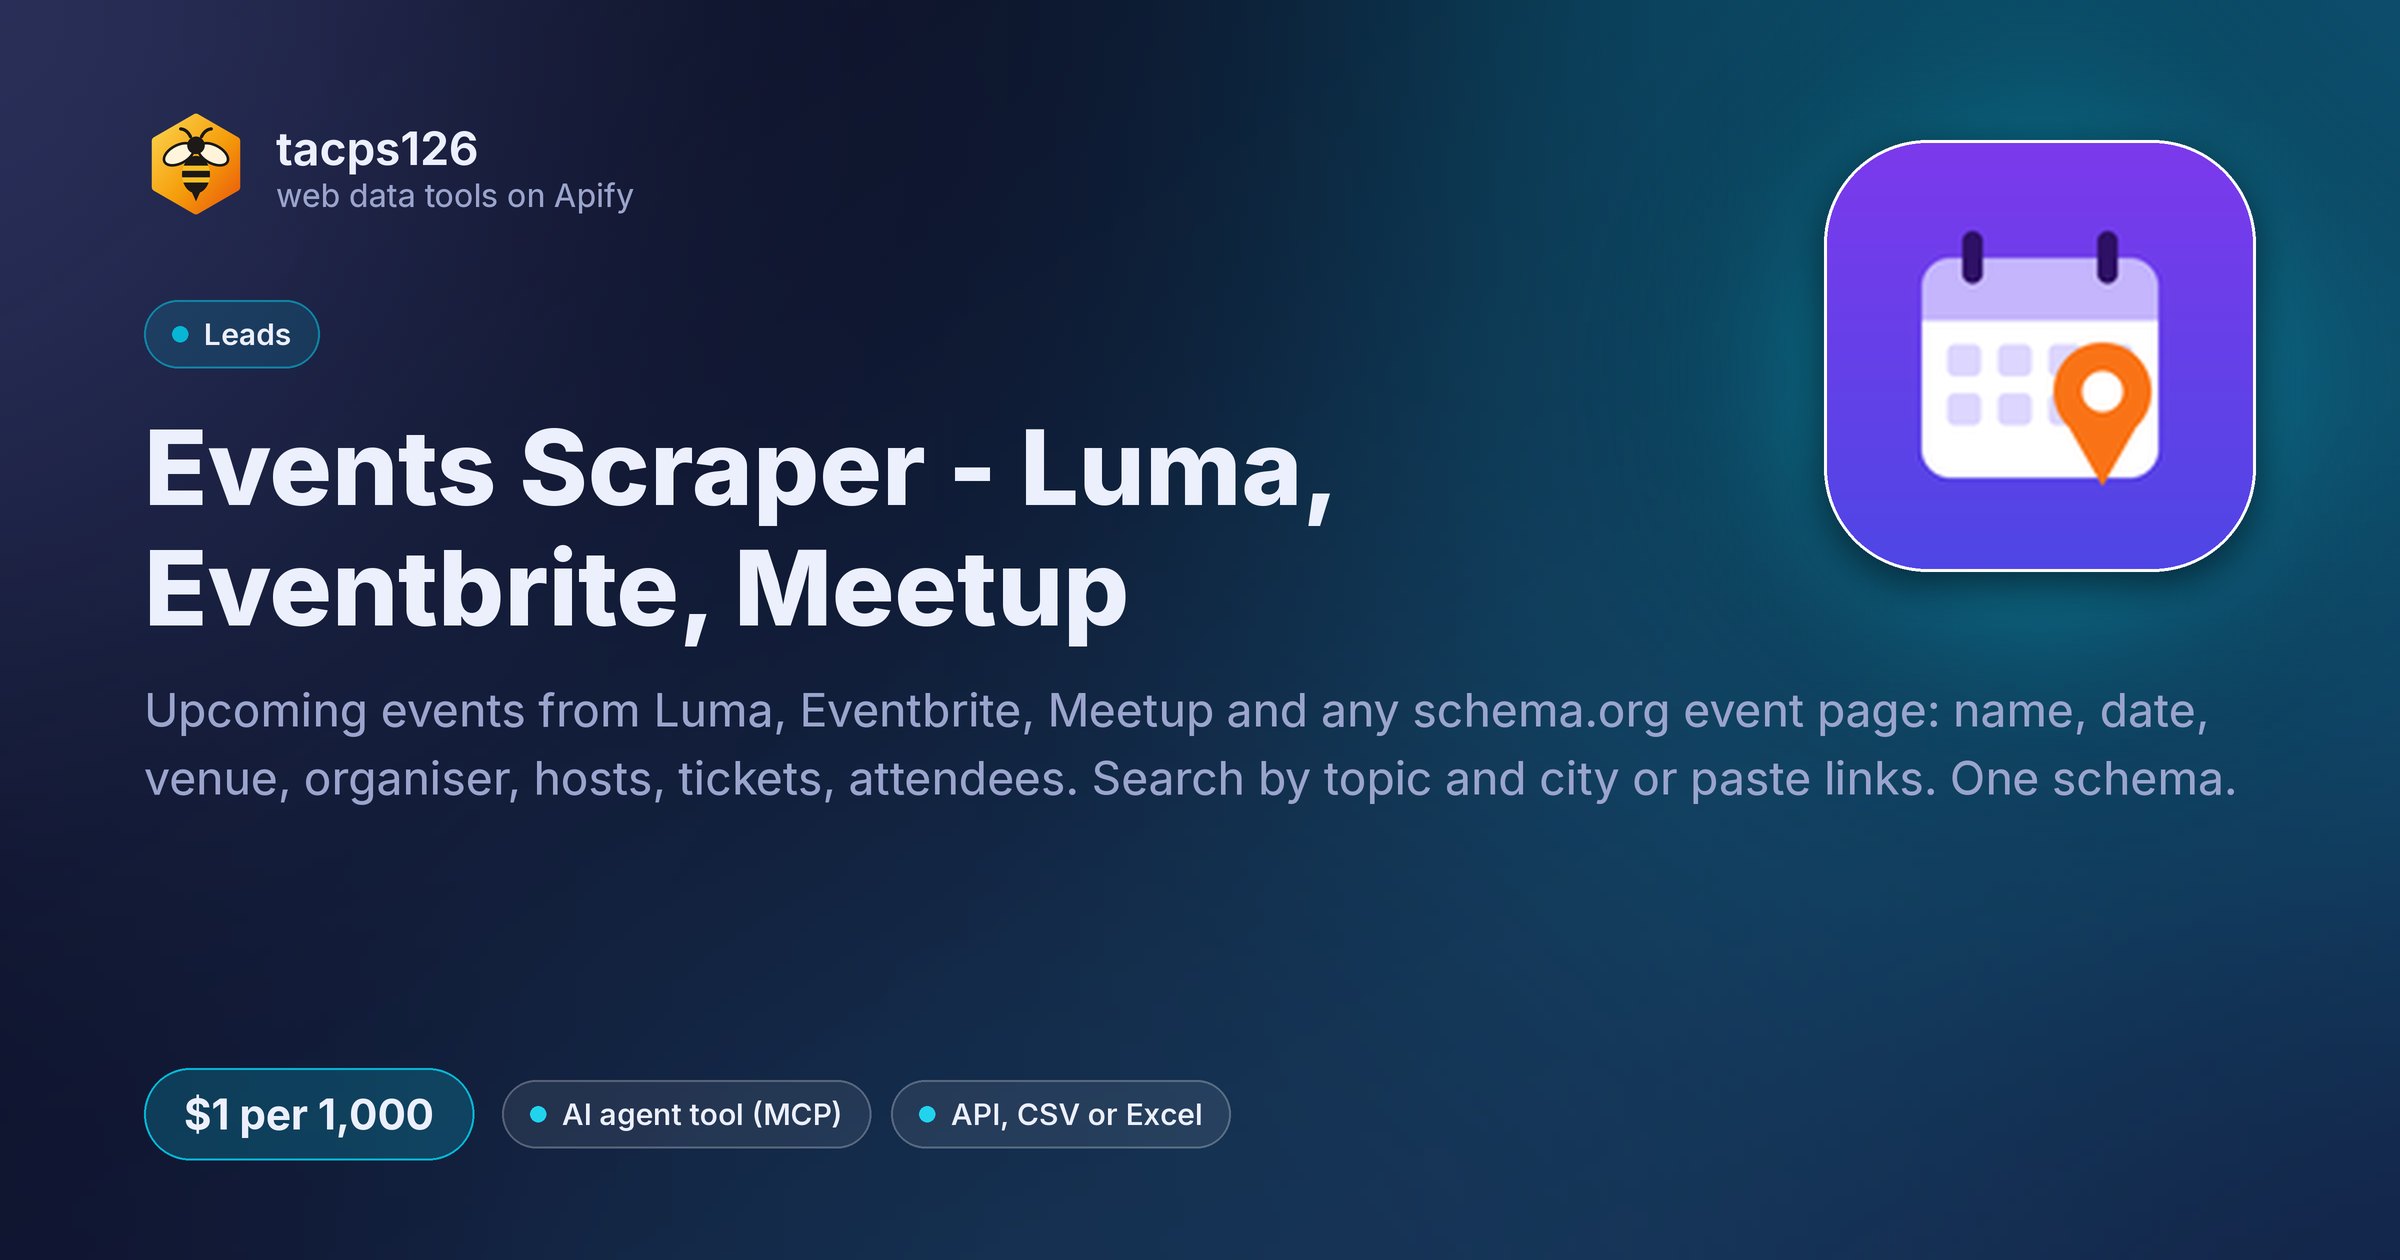 tacps126
web data tools on Apify
Leads
Events Scraper - Luma,
Eventbrite, Meetup
Upcoming events from Luma, Eventbrite, Meetup and any schema.org event page: name, date,
venue, organiser, hosts, tickets, attendees. Search by topic and city or paste links. One schema.
$1 per 1,000
AI agent tool (MCP)
API, CSV or Excel